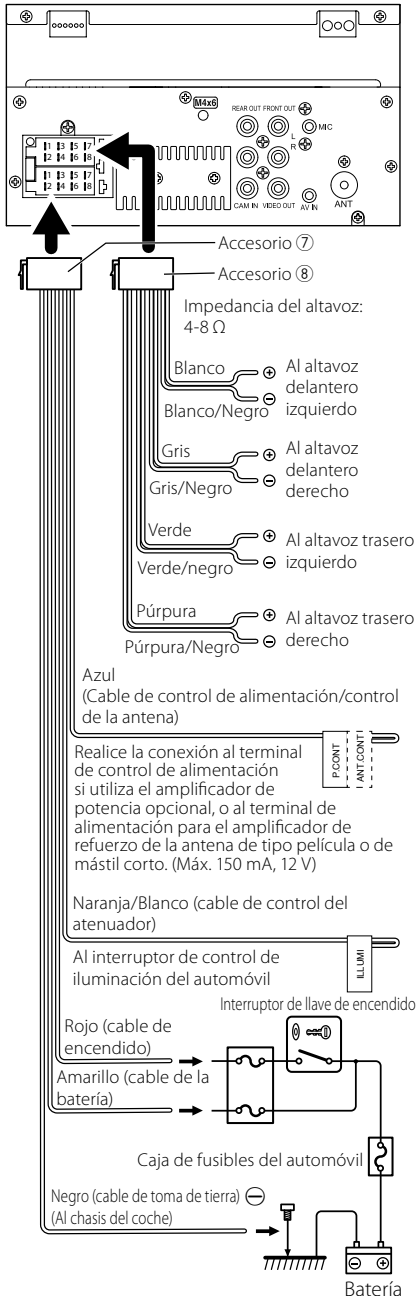 M4x6
REAR OUT FRONT OUT
L
R
MIC
CAM IN VIDEO OUT
AV IN
ANT
1 3 5 7
2 4 6 8
1 3 5 7
2 4 6 8
Accesorio ⑦
Accesorio ⑧
Impedancia del altavoz:
4-8 Ω
Blanco
Blanco/Negro
⊕
⊖
Al altavoz
delantero
izquierdo
Gris
Gris/Negro
⊕
⊖
Al altavoz
delantero
derecho
Verde
Verde/negro
⊕
⊖
Al altavoz trasero
izquierdo
Púrpura
Púrpura/Negro
⊕
⊖
Al altavoz trasero
derecho
Azul
(Cable de control de alimentación/control
de la antena)
P.CONT
ANT.CONT
Realice la conexión al terminal
de control de alimentación
si utiliza el amplificador de
potencia opcional, o al terminal de
alimentación para el amplificador de
refuerzo de la antena de tipo película o de
mástil corto. (Máx. 150 mA, 12 V)
Naranja/Blanco (cable de control del
atenuador)
ILLUMI
Al interruptor de control de
iluminación del automóvil
Interruptor de llave de encendido
Rojo (cable de
encendido)
Amarillo (cable de la
batería)
Caja de fusibles del automóvil
Negro (cable de toma de tierra) ⊖
(Al chasis del coche)
⊖ ⊕
Batería